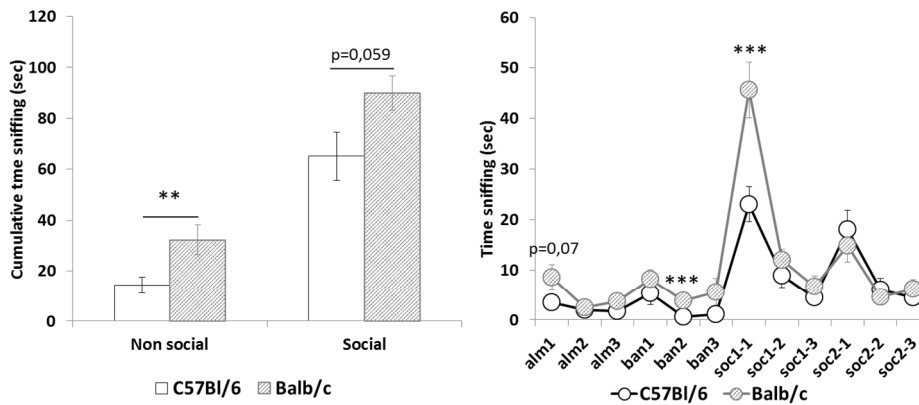 120
100
80
60
40
20
0
Cumulative tme sniffing (sec)
**
p=0,059
Non social
Social
C57Bl/6
Balb/c
60
50
40
30
20
10
0
Time sniffing (sec)
p=0,07
***
***
alm1
alm2
alm3
ban1
ban2
ban3
soc1-1
soc1-2
soc1-3
soc2-1
soc2-2
soc2-3
C57Bl/6
Balb/c